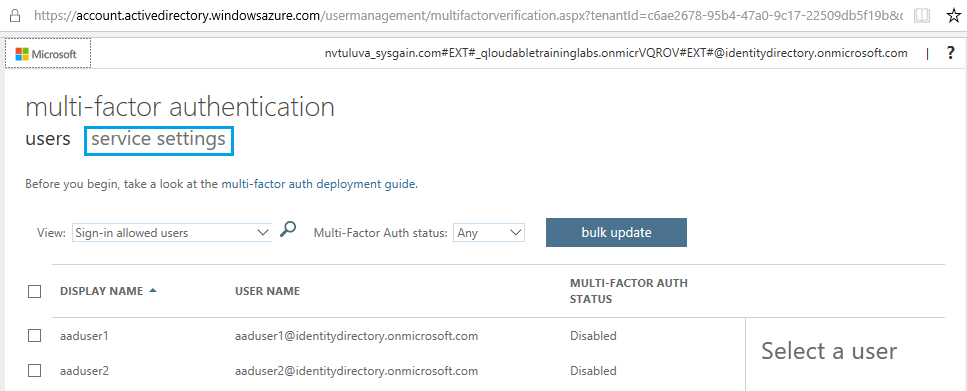 https://account.activedirectory.windowsazure.com/usermanagement/multifactorverification.aspx?tenantId=c6ae2678-95b4-47a0-9c17-22509db5f19b&c
Microsoft
nvtuluva_sysgain.com#EXT#_qloudabletraininglabs.onmicrVQROV#EXT#@identitydirectory.onmicrosoft.com | ?
multi-factor authentication
users service settings
Before you begin, take a look at the multi-factor auth deployment guide.
View: Sign-in allowed users Multi-Factor Auth status: Any bulk update
DISPLAY NAME USER NAME MULTI-FACTOR AUTH
STATUS
aaduser1 aaduser1@identitydirectory.onmicrosoft.com Disabled
Select a user
aaduser2 aaduser2@identitydirectory.onmicrosoft.com Disabled